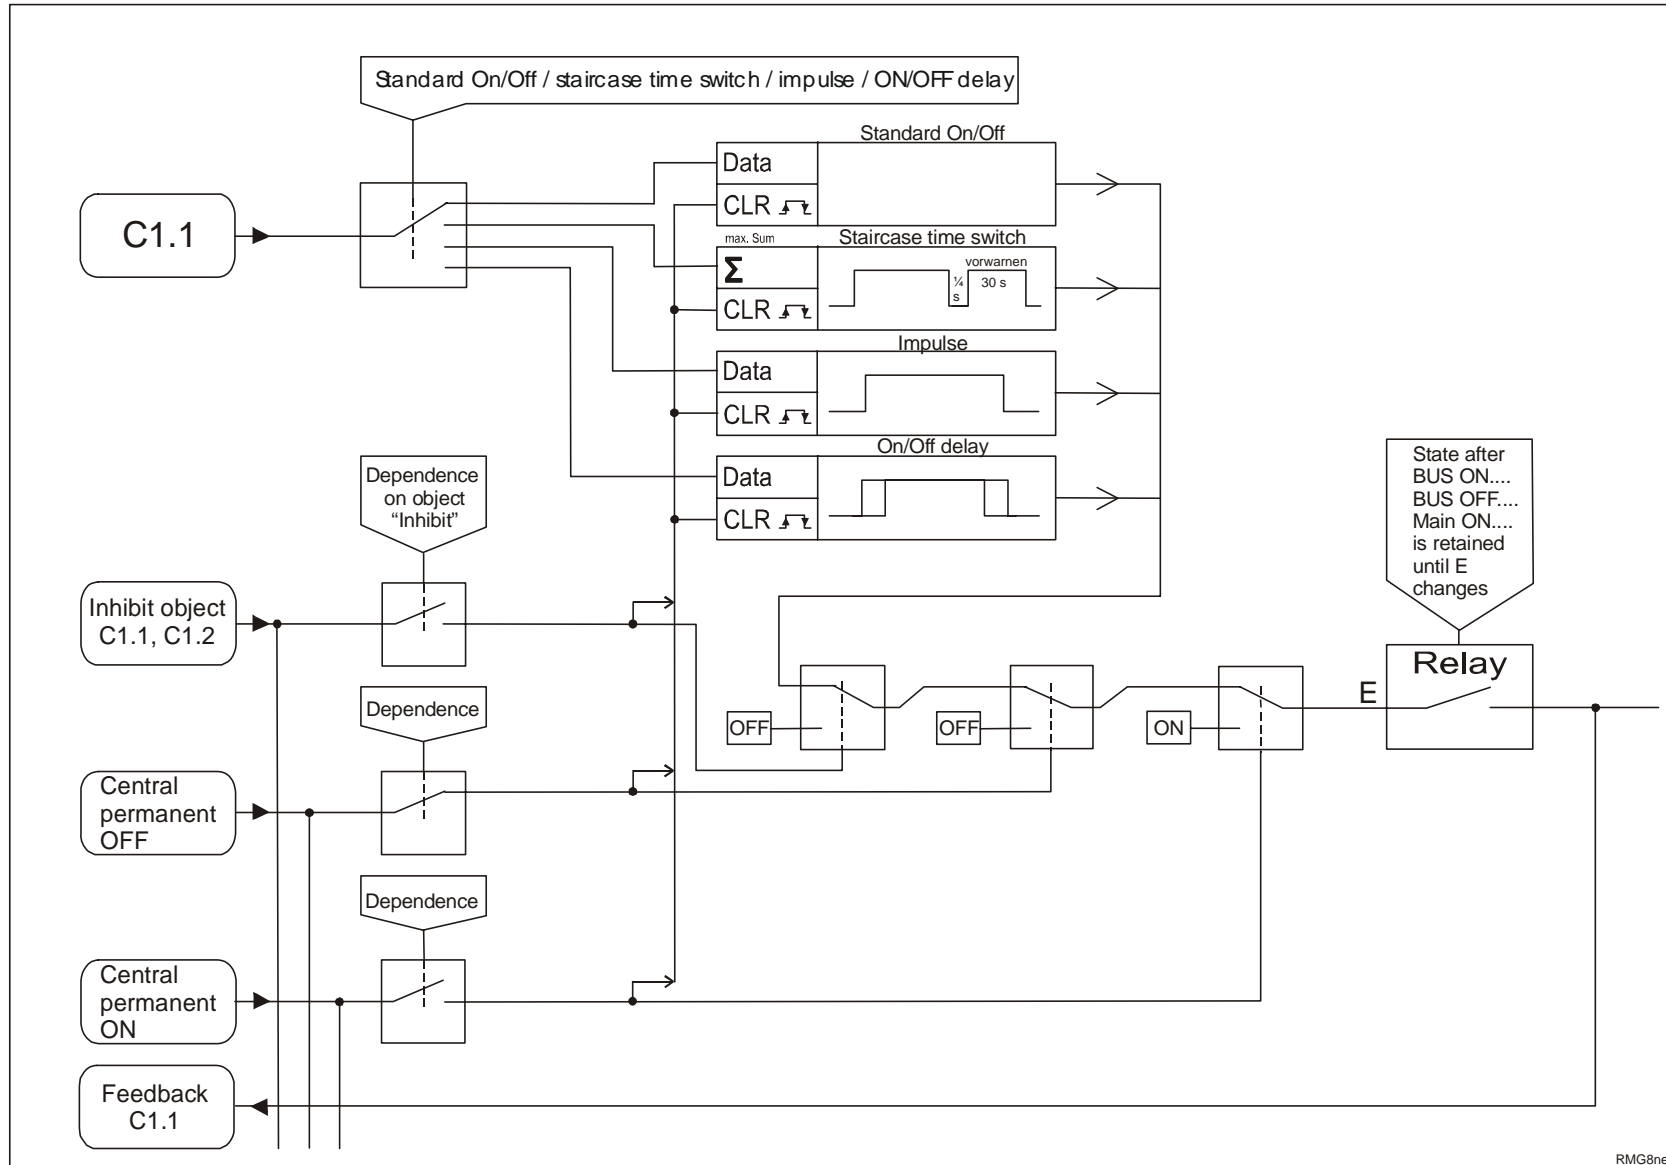 Standard On/Off / staircase time switch / impulse / ON/OFF delay
C1.1
Standard On/Off
Data
CLR
max. Sum
Staircase time switch
Σ
vorwarnen
¼
s
30 s
CLR
Impulse
Data
CLR
On/Off delay
Data
CLR
Dependence
on object
“Inhibit”
State after
BUS ON....
BUS OFF....
Main ON....
is retained
until E
changes
Inhibit object
C1.1, C1.2
Relay
E
OFF
OFF
ON
Dependence
Central
permanent
OFF
Dependence
Central
permanent
ON
Feedback
C1.1
RMG8ne